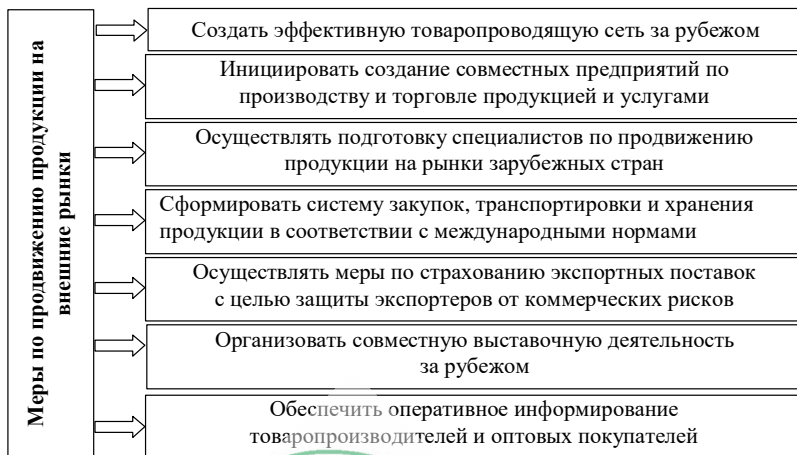 Меры по продвижению продукции на
внешние рынки
Создать эффективную товаропроводящую сеть за рубежом
Инициировать создание совместных предприятий по
производству и торговле продукцией и услугами
Осуществлять подготовку специалистов по продвижению
продукции на рынки зарубежных стран
Сформировать систему закупок, транспортировки и хранения
продукции в соответствии с международными нормами
Осуществлять меры по страхованию экспортных поставок
с целью защиты экспортеров от коммерческих рисков
Организовать совместную выставочную деятельность
за рубежом
Обеспечить оперативное информирование
товаропроизводителей и оптовых покупателей